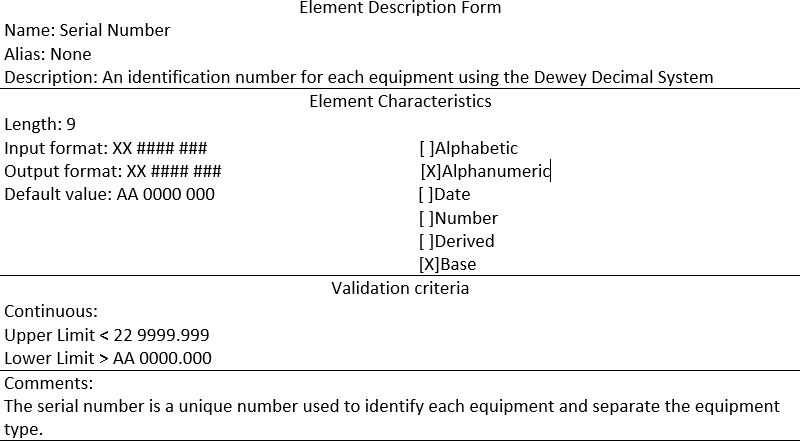 Element Description Form
Name: Serial Number
Alias: None
Description: An identification number for each equipment using the Dewey Decimal System
Element Characteristics
Length: 9
Input format: XX #### ###
[ ]Alphabetic
Output format: XX #### ###
[X]Alphanumeric
Default value: AA 0000 000
[ ]Date
[ ]Number
[ ]Derived
[X]Base
Validation criteria
Continuous:
Upper Limit < 22 9999.999
Lower Limit > AA 0000.000
Comments:
The serial number is a unique number used to identify each equipment and separate the equipment
type.